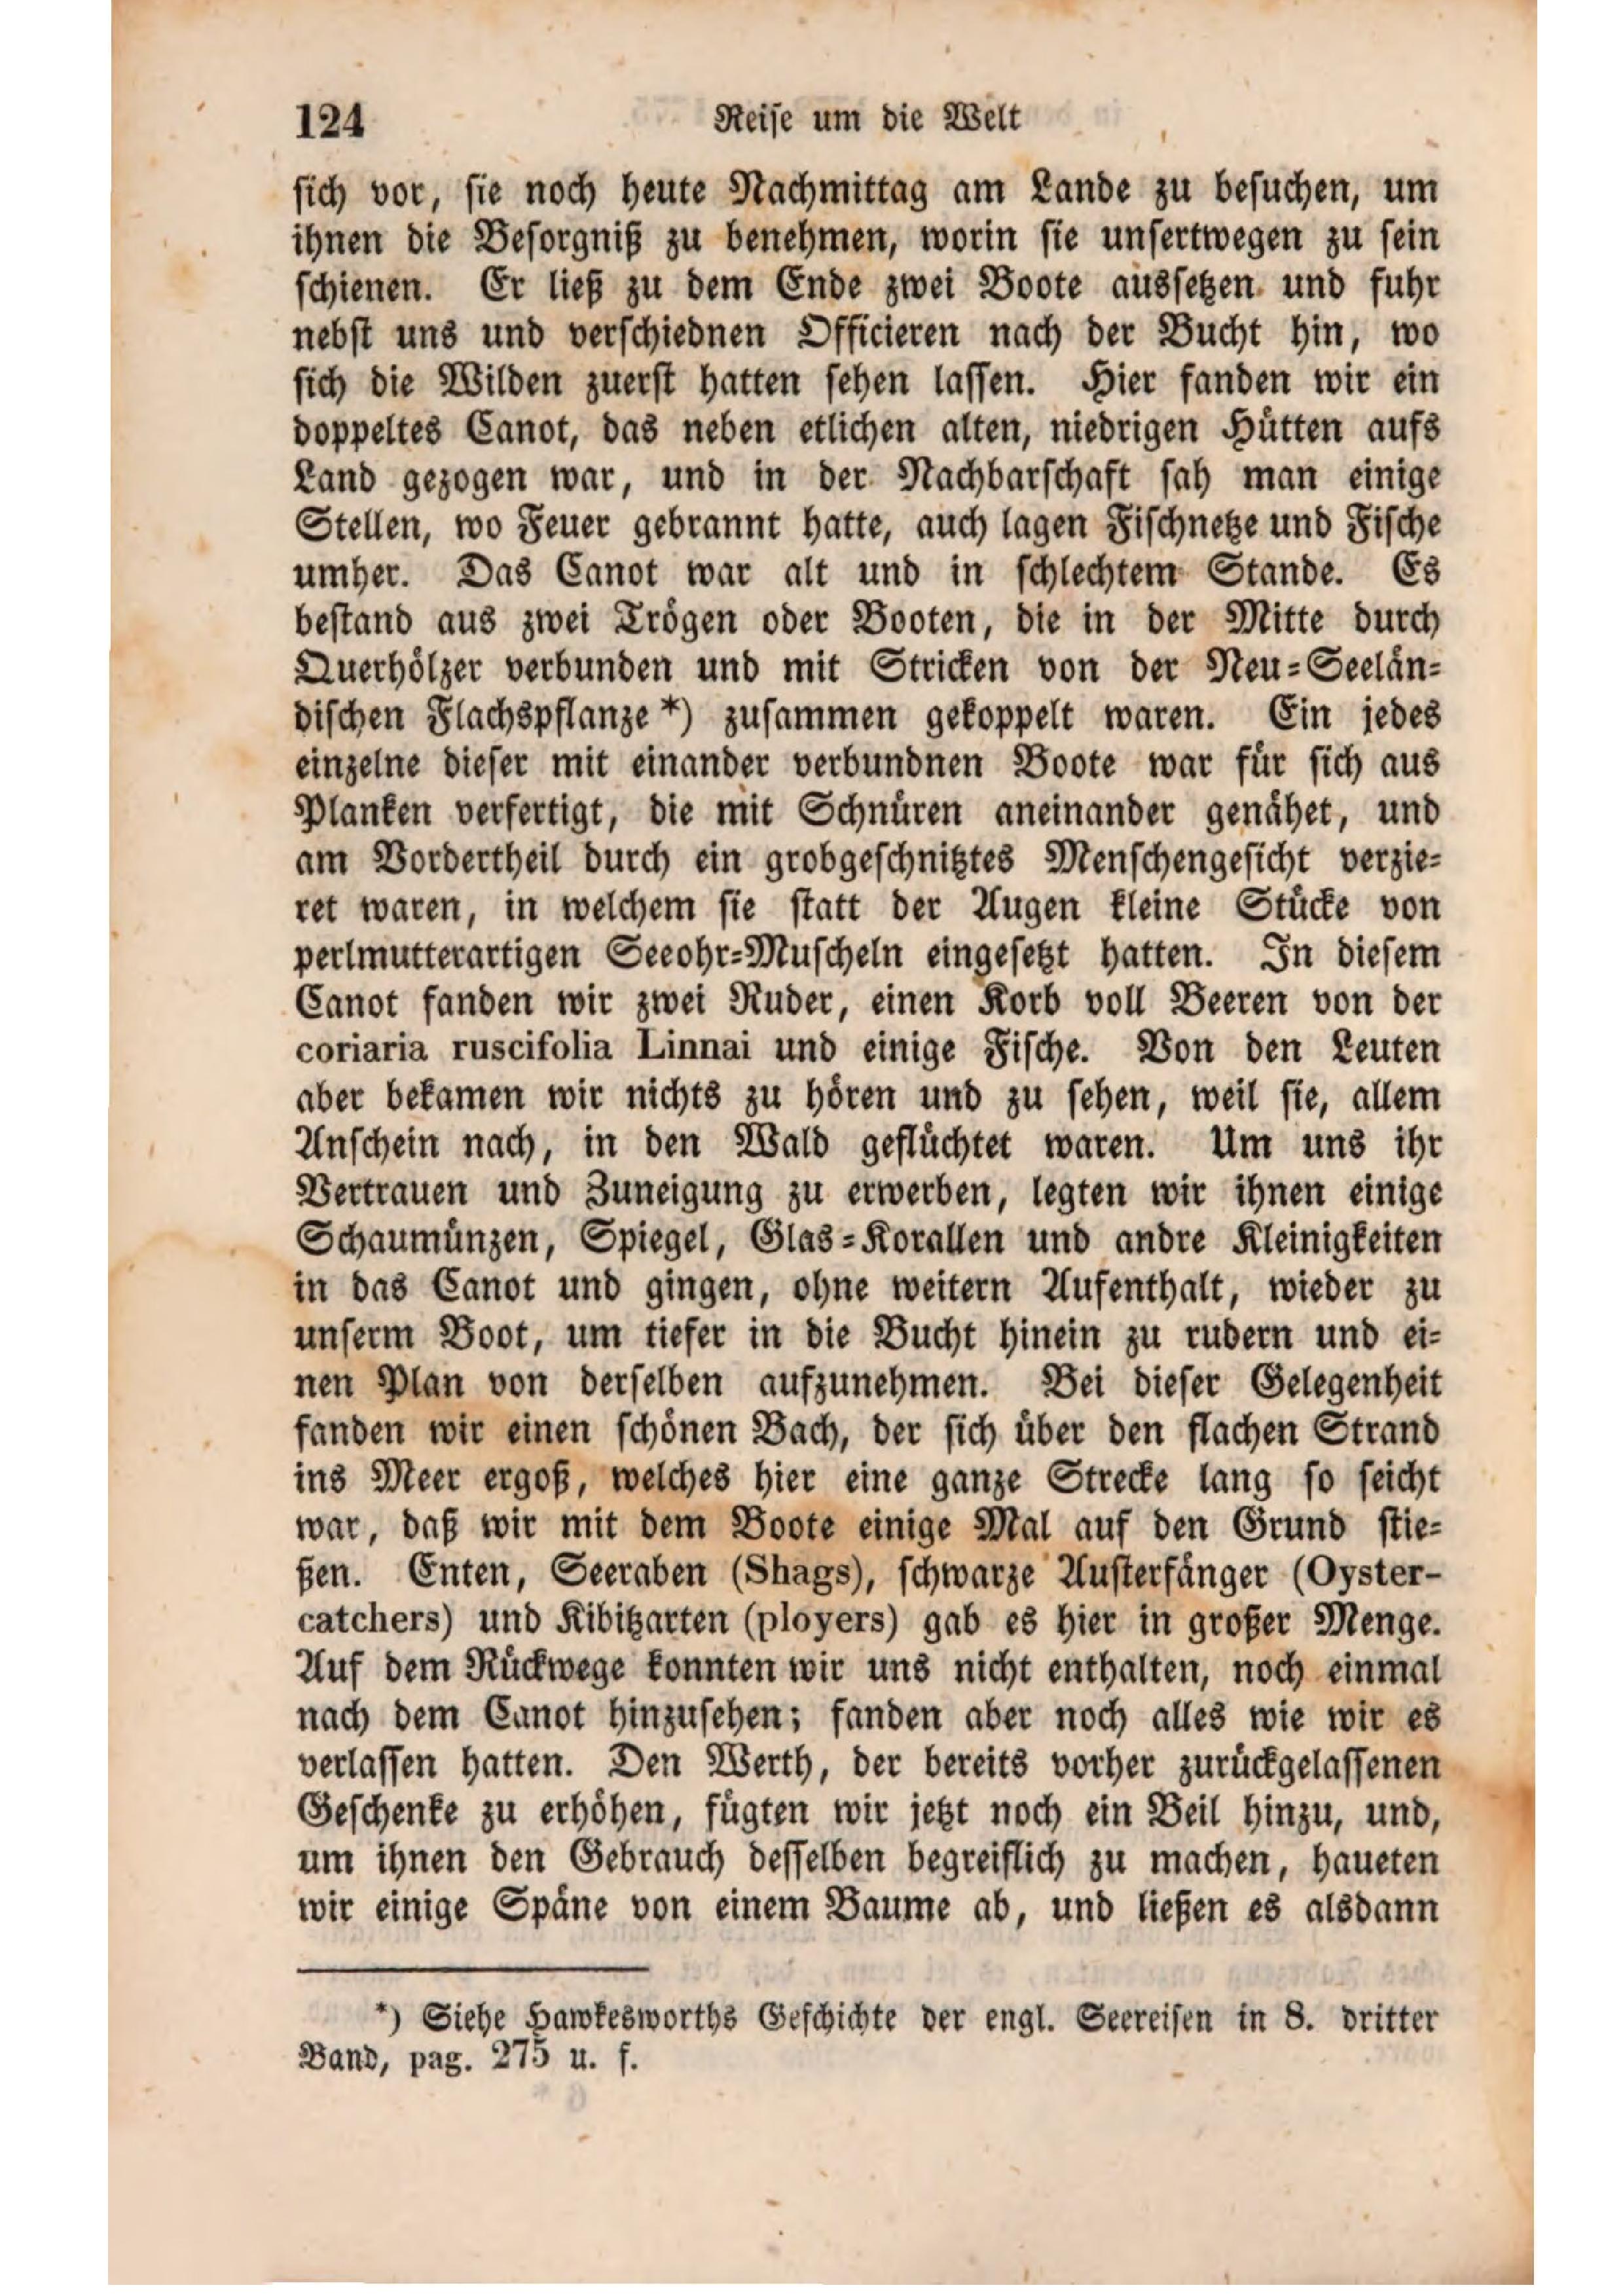 124 Reise um die Welt
sich vor, sie noch heute Nachmittag am Lande zu besuchen, um
ihnen die Besorgniß zu benehmen, worin sie unsertwegen zu sein
schienen. Er ließ zu dem Ende zwei Boote aussetzen und fuhr
nebst uns und verschiednen Officieren nach der Bucht hin, wo
sich die Wilden zuerst hatten sehen lassen. Hier fanden wir ein
doppeltes Canot, das neben etlichen alten, niedrigen Hütten aufs
Land gezogen war, und in der Nachbarschaft sah man einige
Stellen, wo Feuer gebrannt hatte, auch lagen Fischnetze und Fische
umher. Das Canot war alt und in schlechtem Stande. Es
bestand aus zwei Trögen oder Booten, die in der Mitte durch
Querhölzer verbunden und mit Stricken von der Neu-Seelän-
dischen Flachspflanze *) zusammen gekoppelt waren. Ein jedes
einzelne dieser mit einander verbundnen Boote war für sich aus
Planken verfertigt, die mit Schnüren aneinander genähet, und
am Vordertheil durch ein grobgeschnitztes Menschengesicht verzie-
ret waren, in welchem sie statt der Augen kleine Stücke von
perlmutterartigen Seeohr-Muscheln eingesetzt hatten. In diesem
Canot fanden wir zwei Ruder, einen Korb voll Beeren von der
coriaria ruscifolia Linnai und einige Fische. Von den Leuten
aber bekamen wir nichts zu hören und zu sehen, weil sie, allem
Anschein nach, in den Wald geflüchtet waren. Um uns ihr
Vertrauen und Zuneigung zu erwerben, legten wir ihnen einige
Schaumünzen, Spiegel, Glas-Korallen und andre Kleinigkeiten
in das Canot und gingen, ohne weitern Aufenthalt, wieder zu
unserm Boot, um tiefer in die Bucht hinein zu rudern und ei-
nen Plan von derselben aufzunehmen. Bei dieser Gelegenheit
fanden wir einen schönen Bach, der sich über den flachen Strand
ins Meer ergoß, welches hier eine ganze Strecke lang so seicht
war, daß wir mit dem Boote einige Mal auf den Grund stie-
ßen. Enten, Seeraben (Shags), schwarze Austerfänger (Oyster-
catchers) und Kibitzarten (ployers) gab es hier in großer Menge.
Auf dem Rückwege konnten wir uns nicht enthalten, noch einmal
nach dem Canot hinzusehen; fanden aber noch alles wie wir es
verlassen hatten. Den Werth, der bereits vorher zurückgelassenen
Geschenke zu erhöhen, fügten wir jetzt noch ein Beil hinzu, und,
um ihnen den Gebrauch desselben begreiflich zu machen, haueten
wir einige Späne von einem Baume ab, und ließen es alsdann
*) Siehe Hawkesworths Geschichte der engl. Seereisen in 8. dritter
Band, pag. 275 u. f.